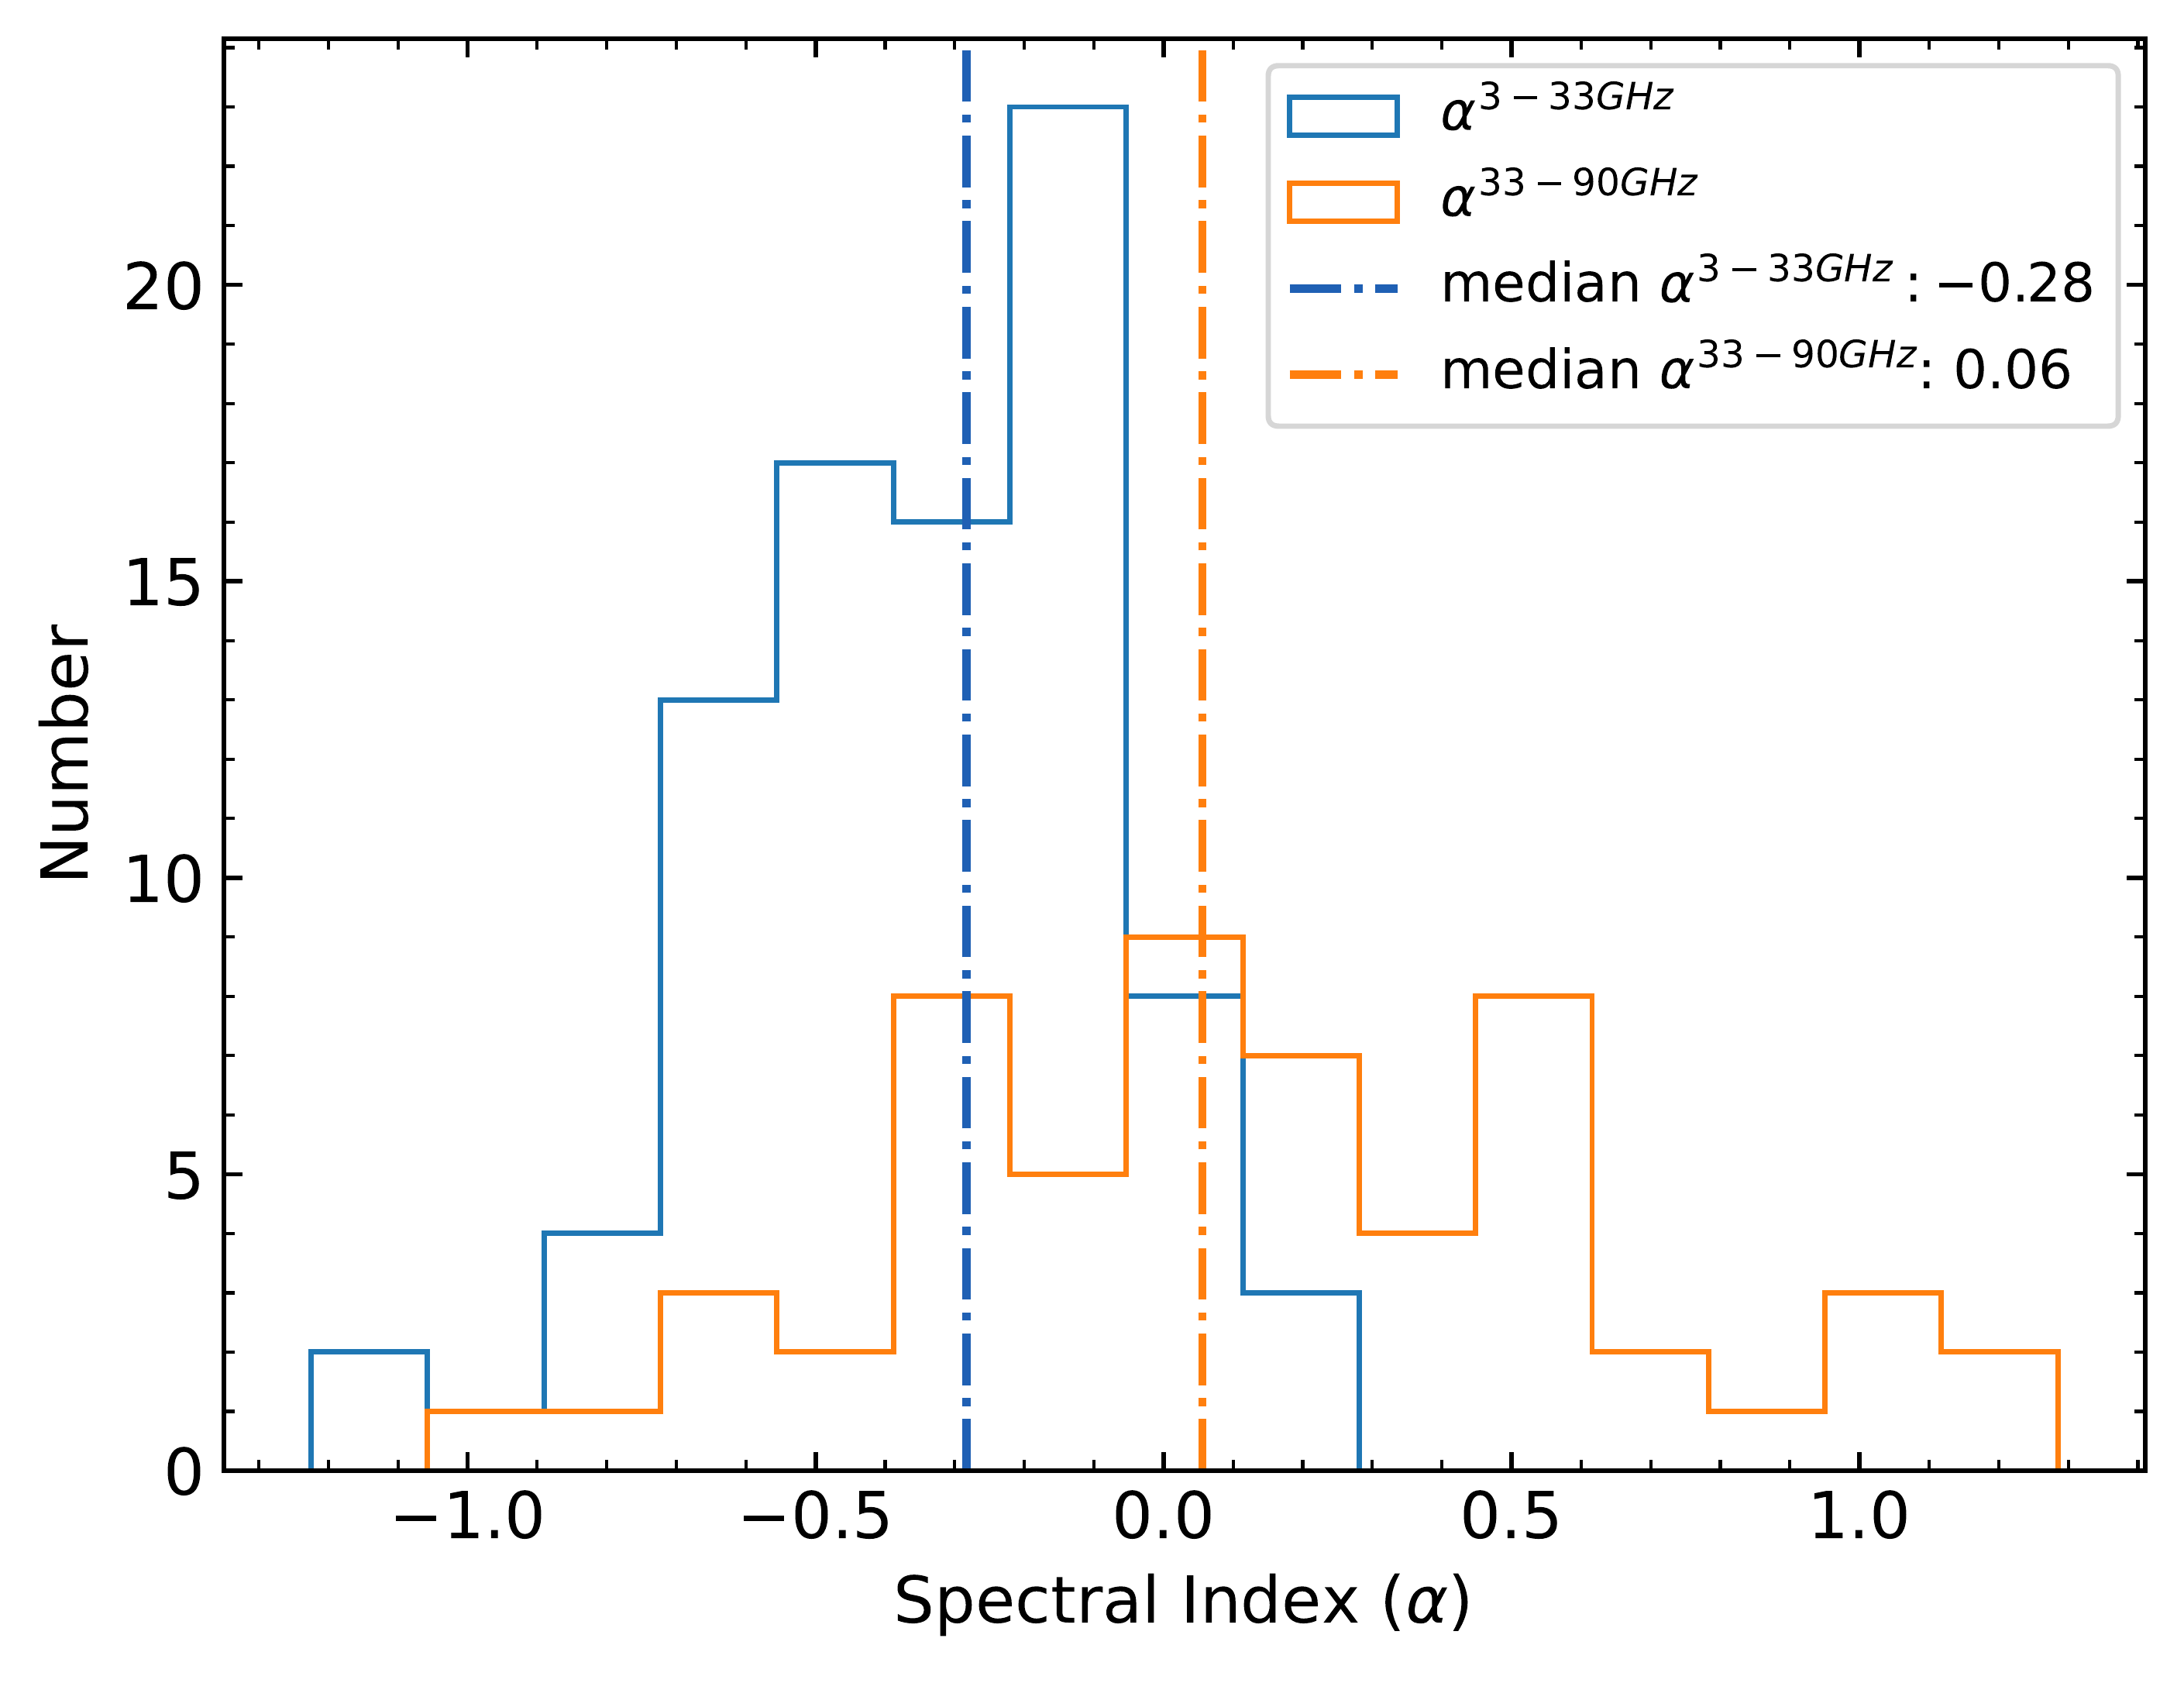 α^3−33GHz
α^33−90GHz
median α^3−33GHz : −0.28
median α^33−90GHz: 0.06
20
15
10
5
0
Number
−1.0 −0.5 0.0 0.5 1.0
Spectral Index (α)